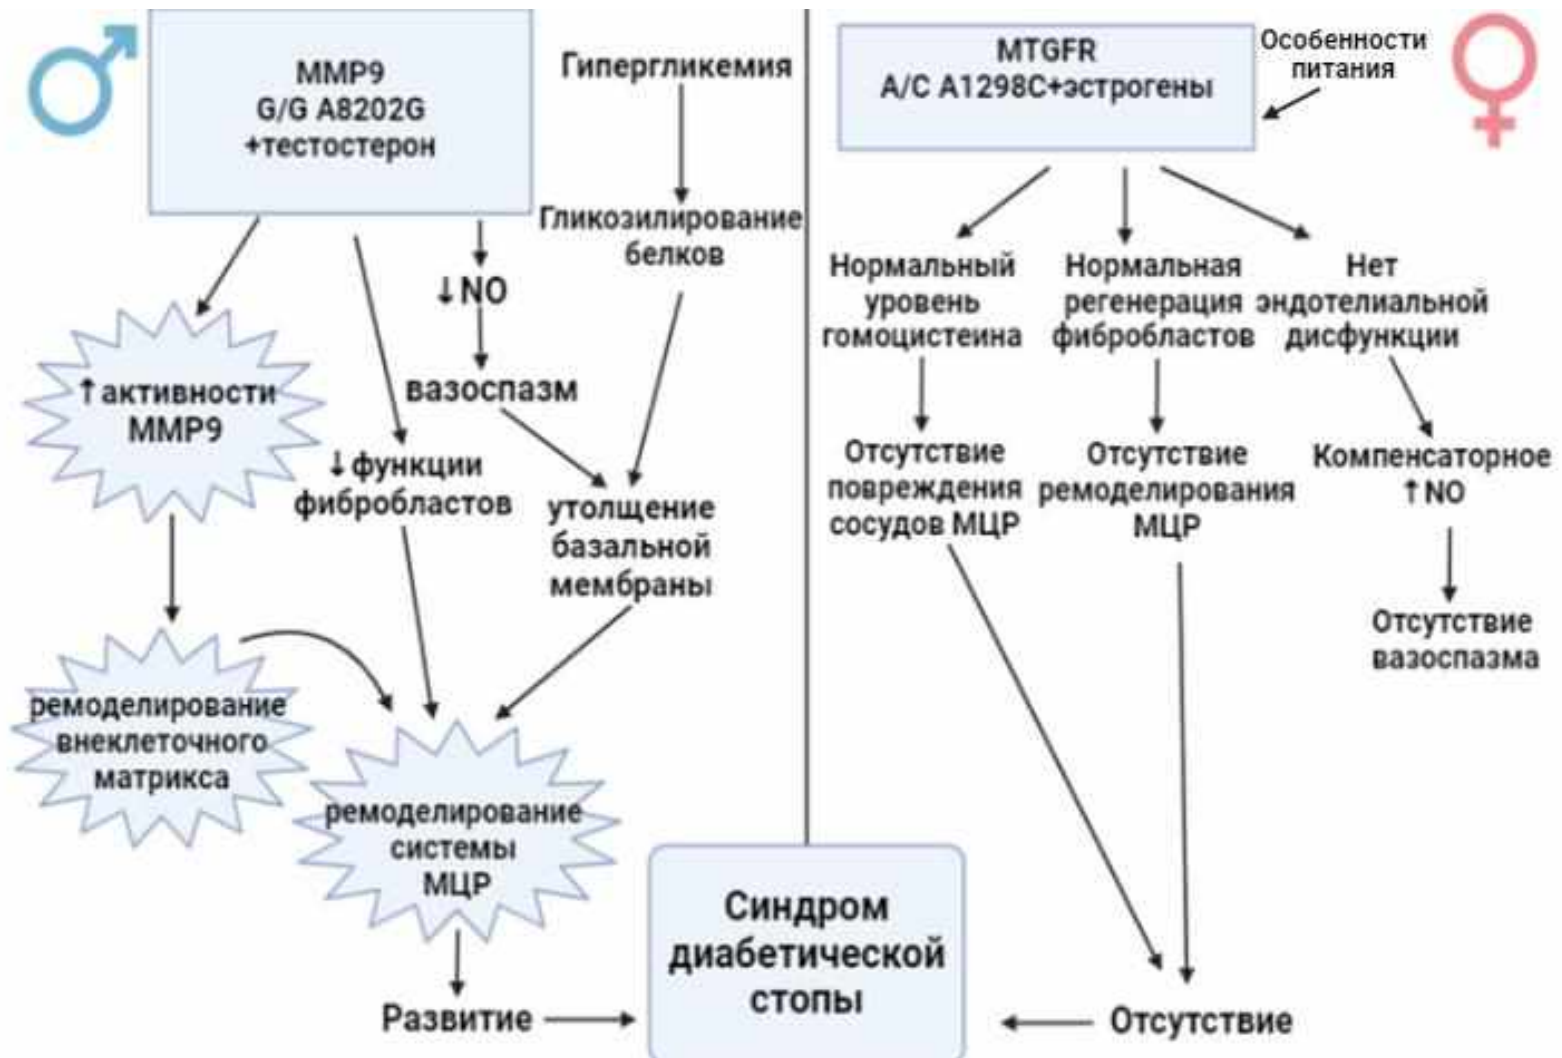 MMP9
G/G A8202G
+тестостерон
Гипергликемия
Гликозилирование
белков
↓NO
вазоспазм
↑активности
MMP9
↓функции
фибробластов
утолщение
базальной
мембраны
ремоделирование
внеклеточного
матрикса
ремоделирование
системы
МЦР
Развитие
Синдром
диабетической
стопы
MTGFR
A/C A1298C+эстрогены
Особенности
питания
Нормальный
уровень
гомоцистеина
Нормальная
регенерация
фибробластов
Нет
эндотелиальной
дисфункции
Отсутствие
повреждения
сосудов МЦР
Отсутствие
ремоделирования
МЦР
Компенсаторное
↑NO
Отсутствие
вазоспазма
Отсутствие